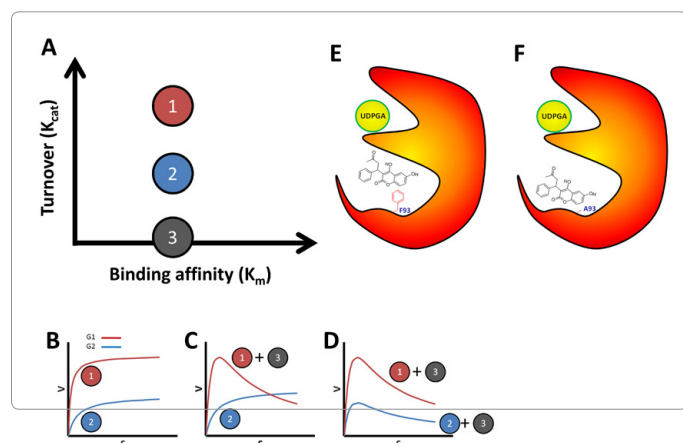 A
Turnover (Kcat)
1
2
3
Binding affinity (Km)
E
UDPGA
F93
F
UDPGA
A93
B
G1
G2
V
1
2
C
V
1 + 3
2
D
V
1 + 3
2 + 3